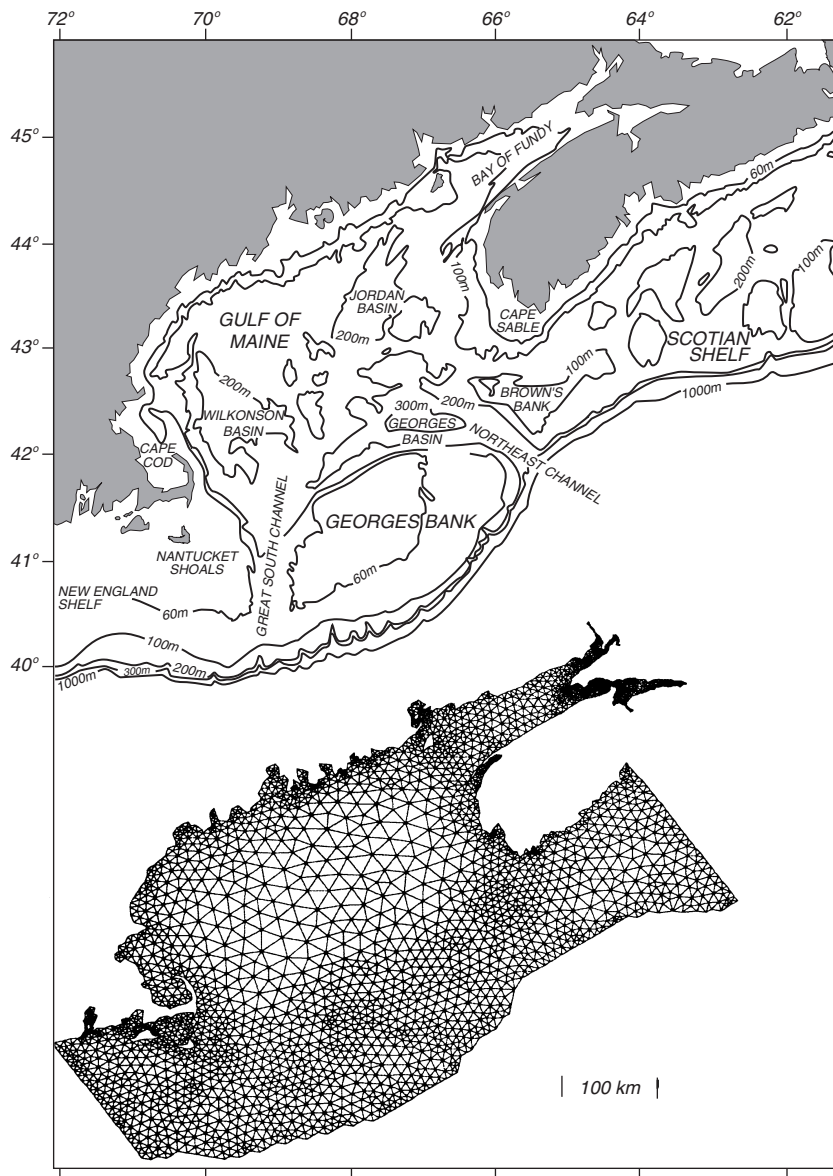 72° 70° 68° 66° 64° 62°
45°
BAY OF FUNDY
60m
44°
100m
200m
100m
JORDAN
BASIN
CAPE
SABLE
GULF OF
MAINE
200m
SCOTIAN
SHELF
43°
100m
1000m
200m
200m
BROWN'S
BANK
300m
WILKONSON
BASIN
GEORGES
BASIN
NORTHEAST CHANNEL
CAPE
COD
42°
GEORGES BANK
GREAT SOUTH CHANNEL
41°
NANTUCKET
SHOALS
60m
NEW ENGLAND
SHELF
60m
100m
40°
1000m
300m
200m
100 km